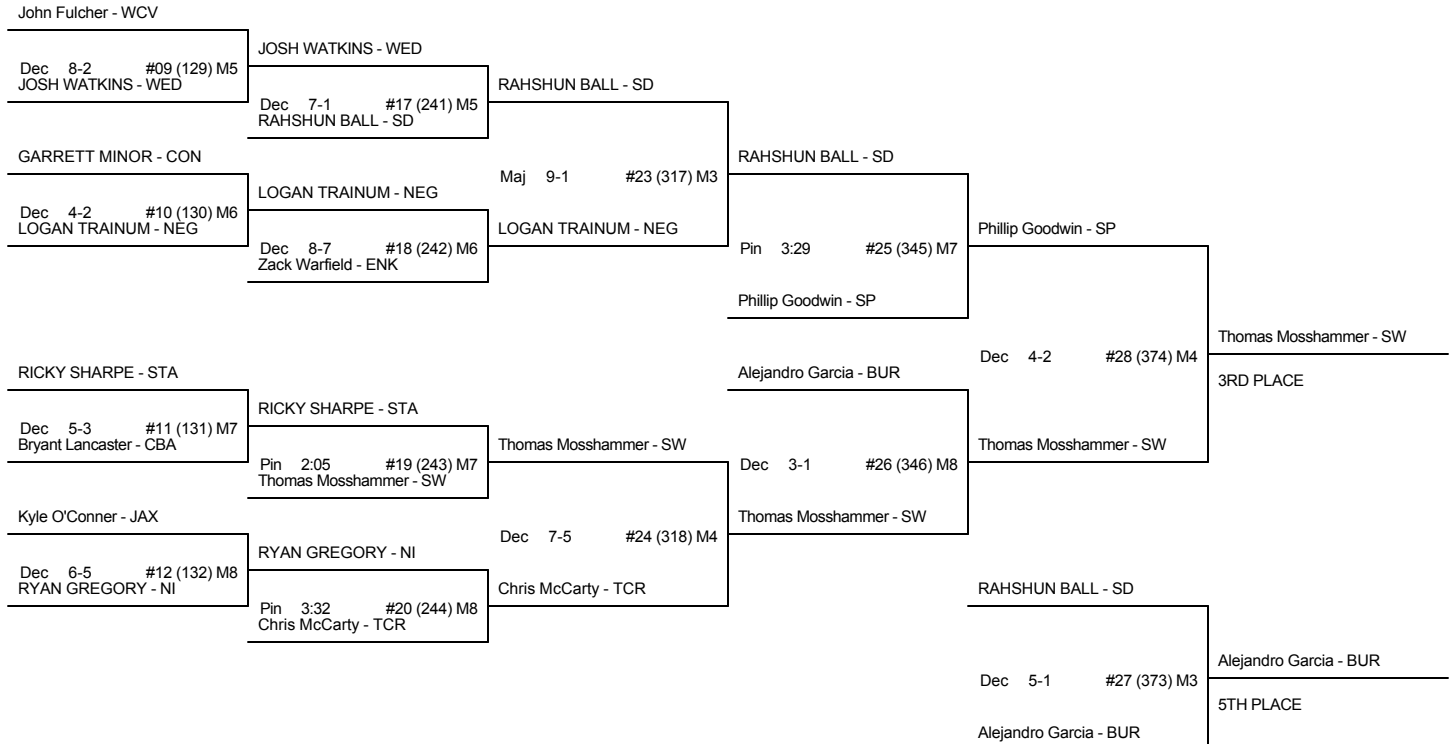 John Fulcher - WCV
JOSH WATKINS - WED
Dec 8-2 #09 (129) M5
JOSH WATKINS - WED
RAHSHUN BALL - SD
Dec 7-1 #17 (241) M5
RAHSHUN BALL - SD
GARRETT MINOR - CON
RAHSHUN BALL - SD
Maj 9-1 #23 (317) M3
LOGAN TRAINUM - NEG
Dec 4-2 #10 (130) M6
LOGAN TRAINUM - NEG
LOGAN TRAINUM - NEG
Phillip Goodwin - SP
Dec 8-7 #18 (242) M6
Zack Warfield - ENK
Pin 3:29 #25 (345) M7
Phillip Goodwin - SP
Thomas Mosshammer - SW
Dec 4-2 #28 (374) M4
RICKY SHARPE - STA
Alejandro Garcia - BUR
3RD PLACE
RICKY SHARPE - STA
Dec 5-3 #11 (131) M7
Bryant Lancaster - CBA
Thomas Mosshammer - SW
Thomas Mosshammer - SW
Pin 2:05 #19 (243) M7
Thomas Mosshammer - SW
Dec 3-1 #26 (346) M8
Kyle O'Conner - JAX
Thomas Mosshammer - SW
Dec 7-5 #24 (318) M4
RYAN GREGORY - NI
Dec 6-5 #12 (132) M8
RYAN GREGORY - NI
Chris McCarty - TCR
RAHSHUN BALL - SD
Pin 3:32 #20 (244) M8
Chris McCarty - TCR
Alejandro Garcia - BUR
Dec 5-1 #27 (373) M3
5TH PLACE
Alejandro Garcia - BUR